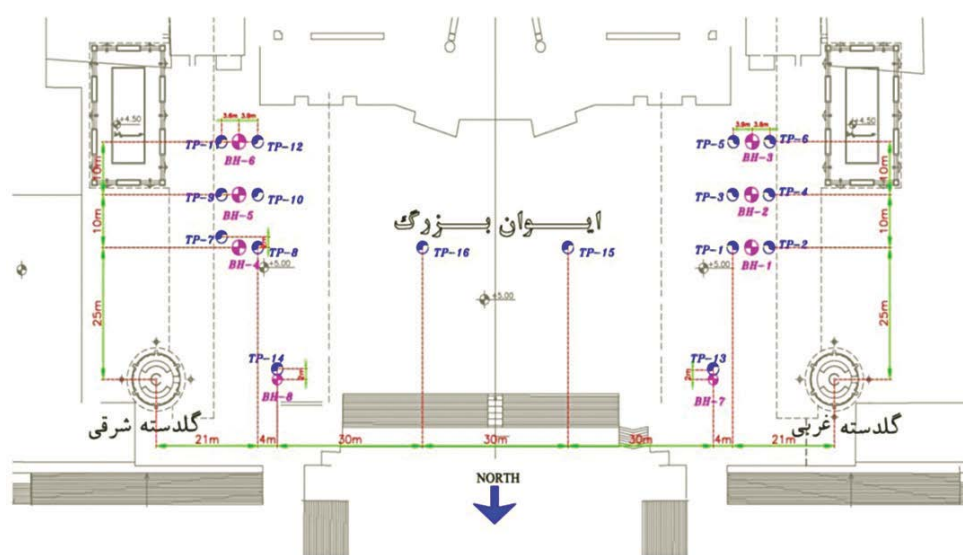 +4.50
3.6m 3.6m
3.6m 3.6m
+4.50
TP-1
TP-12
TP-5
TP-6
BH-6
BH-3
10m
10m
TP-9
TP-10
TP-3
TP-4
BH-5
BH-2
ایوان بزرگ
10m
10m
TP-7
TP-8
TP-16
TP-15
TP-1
TP-2
BH-4
BH-1
+5.00
+5.00
+5.00
25m
25m
TP-14
TP-13
2m
2m
BH-8
BH-7
گلدسته شرقی
گلدسته غربی
21m 4m 30m 30m 30m 4m 21m
NORTH